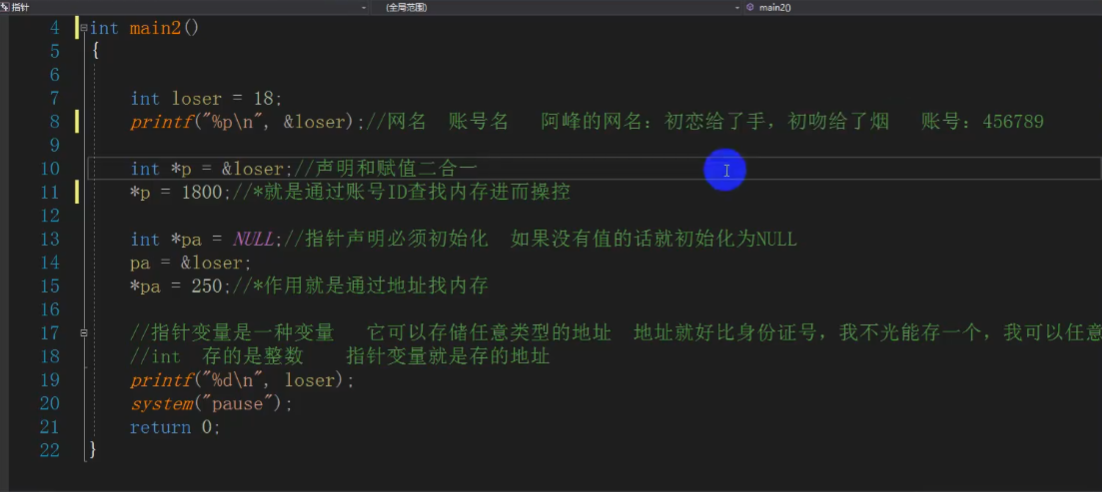 指针 (全局范围) main2()
4 int main2()
5 {
6
7 int loser = 18;
8 printf("%p\n", &loser);//网名 账号名 阿峰的网名：初恋给了手，初吻给了烟 账号：456789
9
10 int *p = &loser;//声明和赋值二合一
11 *p = 1800;//*就是通过账号ID查找内存进而操控
12
13 int *pa = NULL;//指针声明必须初始化 如果没有值的话就初始化为NULL
14 pa = &loser;
15 *pa = 250;//*作用就是通过地址找内存
16
17 //指针变量是一种变量 它可以存储任意类型的地址 地址就好比身份证号，我不光能存一个，我可以任意
18 //int 存的是整数 指针变量就是存的地址
19 printf("%d\n", loser);
20 system("pause");
21 return 0;
22 }